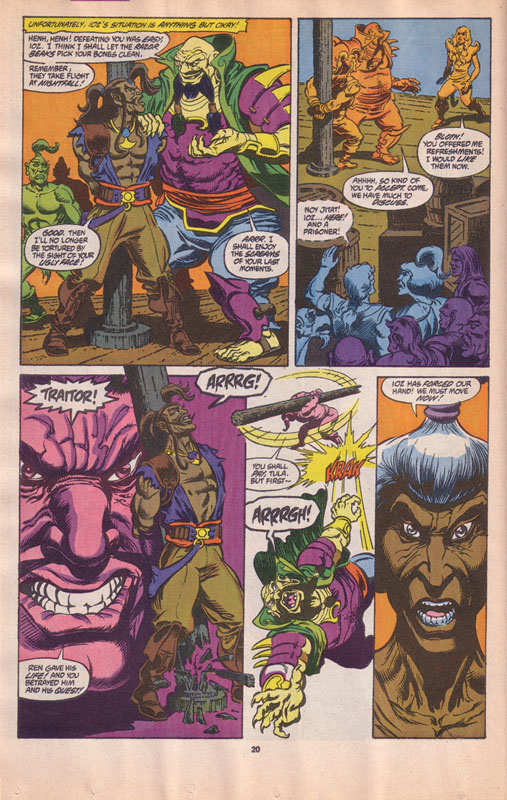 UNFORTUNATELY, IOZ'S SITUATION IS ANYTHING BUT OKAY!
HENH, HENH! DEFEATING YOU WAS EASY,
IOZ. I THINK I SHALL LET THE RAZOR
BEAKS PICK YOUR BONES CLEAN.
REMEMBER,
THEY TAKE FLIGHT
AT NIGHTFALL!
GOOD. THEN
I'LL NO LONGER
BE TORTURED BY
THE SIGHT OF YOUR
UGLY FACE!
ARRR. I
SHALL ENJOY
THE SCREAMS
OF YOUR LAST
MOMENTS.
BLOTH!
YOU OFFERED ME
REFRESHMENTS!
I WOULD LIKE
THEM NOW.
AHHHH, SO KIND OF
YOU TO ACCEPT. COME,
WE HAVE MUCH TO
DISCUSS.
NOY JITAT!
IOZ... HERE!
AND A
PRISONER!
TRAITOR!
REN GAVE HIS
LIFE! AND YOU
BETRAYED HIM
AND HIS QUEST!
ARRRG!
YOU SHALL
PAY, TULA.
BUT FIRST--
KRAW
ARRRGH!
IOZ HAS FORCED OUR
HAND! WE MUST MOVE
NOW!
20